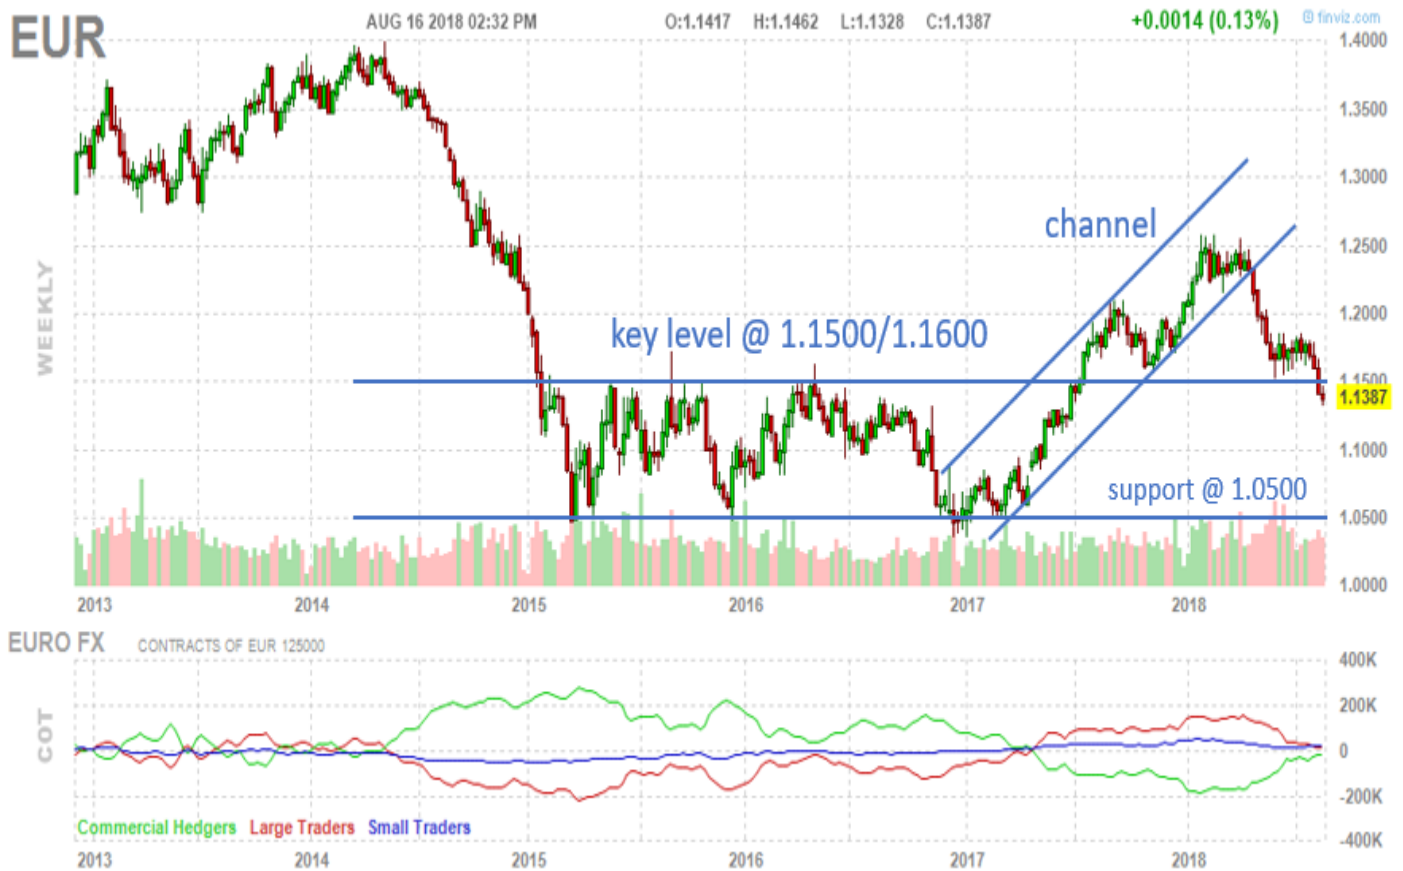 EUR
AUG 16 2018 02:32 PM O:1.1417 H:1.1462 L:1.1328 C:1.1387 +0.0014 (0.13%) © finviz.com
1.4000
1.3500
1.3000
channel
1.2500
WEEKLY
1.2000
key level @ 1.1500/1.1600
1.1500
1.1387
1.1000
support @ 1.0500
1.0500
1.0000
2013 2014 2015 2016 2017 2018
EURO FX CONTRACTS OF EUR 125000
400K
200K
COT
0
-200K
Commercial Hedgers Large Traders Small Traders
-400K
2013 2014 2015 2016 2017 2018